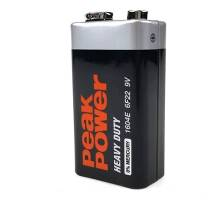 Peak
Power
HEAVY DUTY
1604E 6F22 9V
0% MERCURY